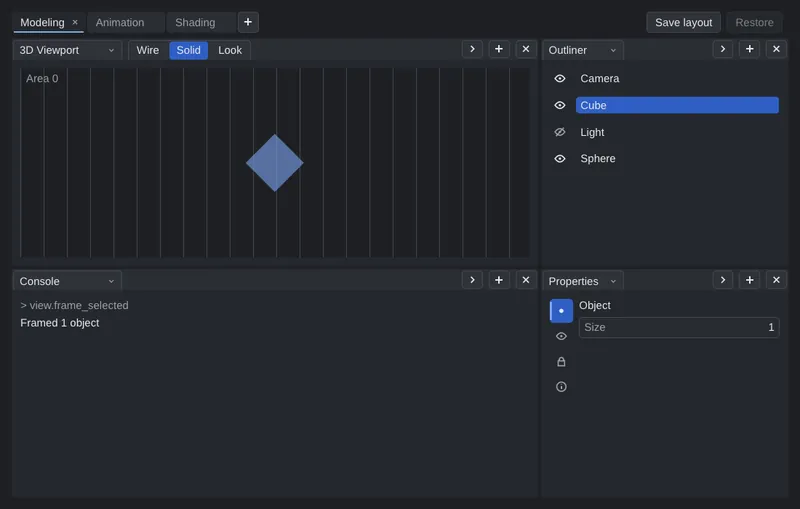 Modeling × Animation Shading + Save layout Restore
3D Viewport Wire Solid Look
Outliner
Area 0
Camera
Cube
Light
Sphere
Console
Properties
> view.frame_selected
Framed 1 object
Object
Size 1